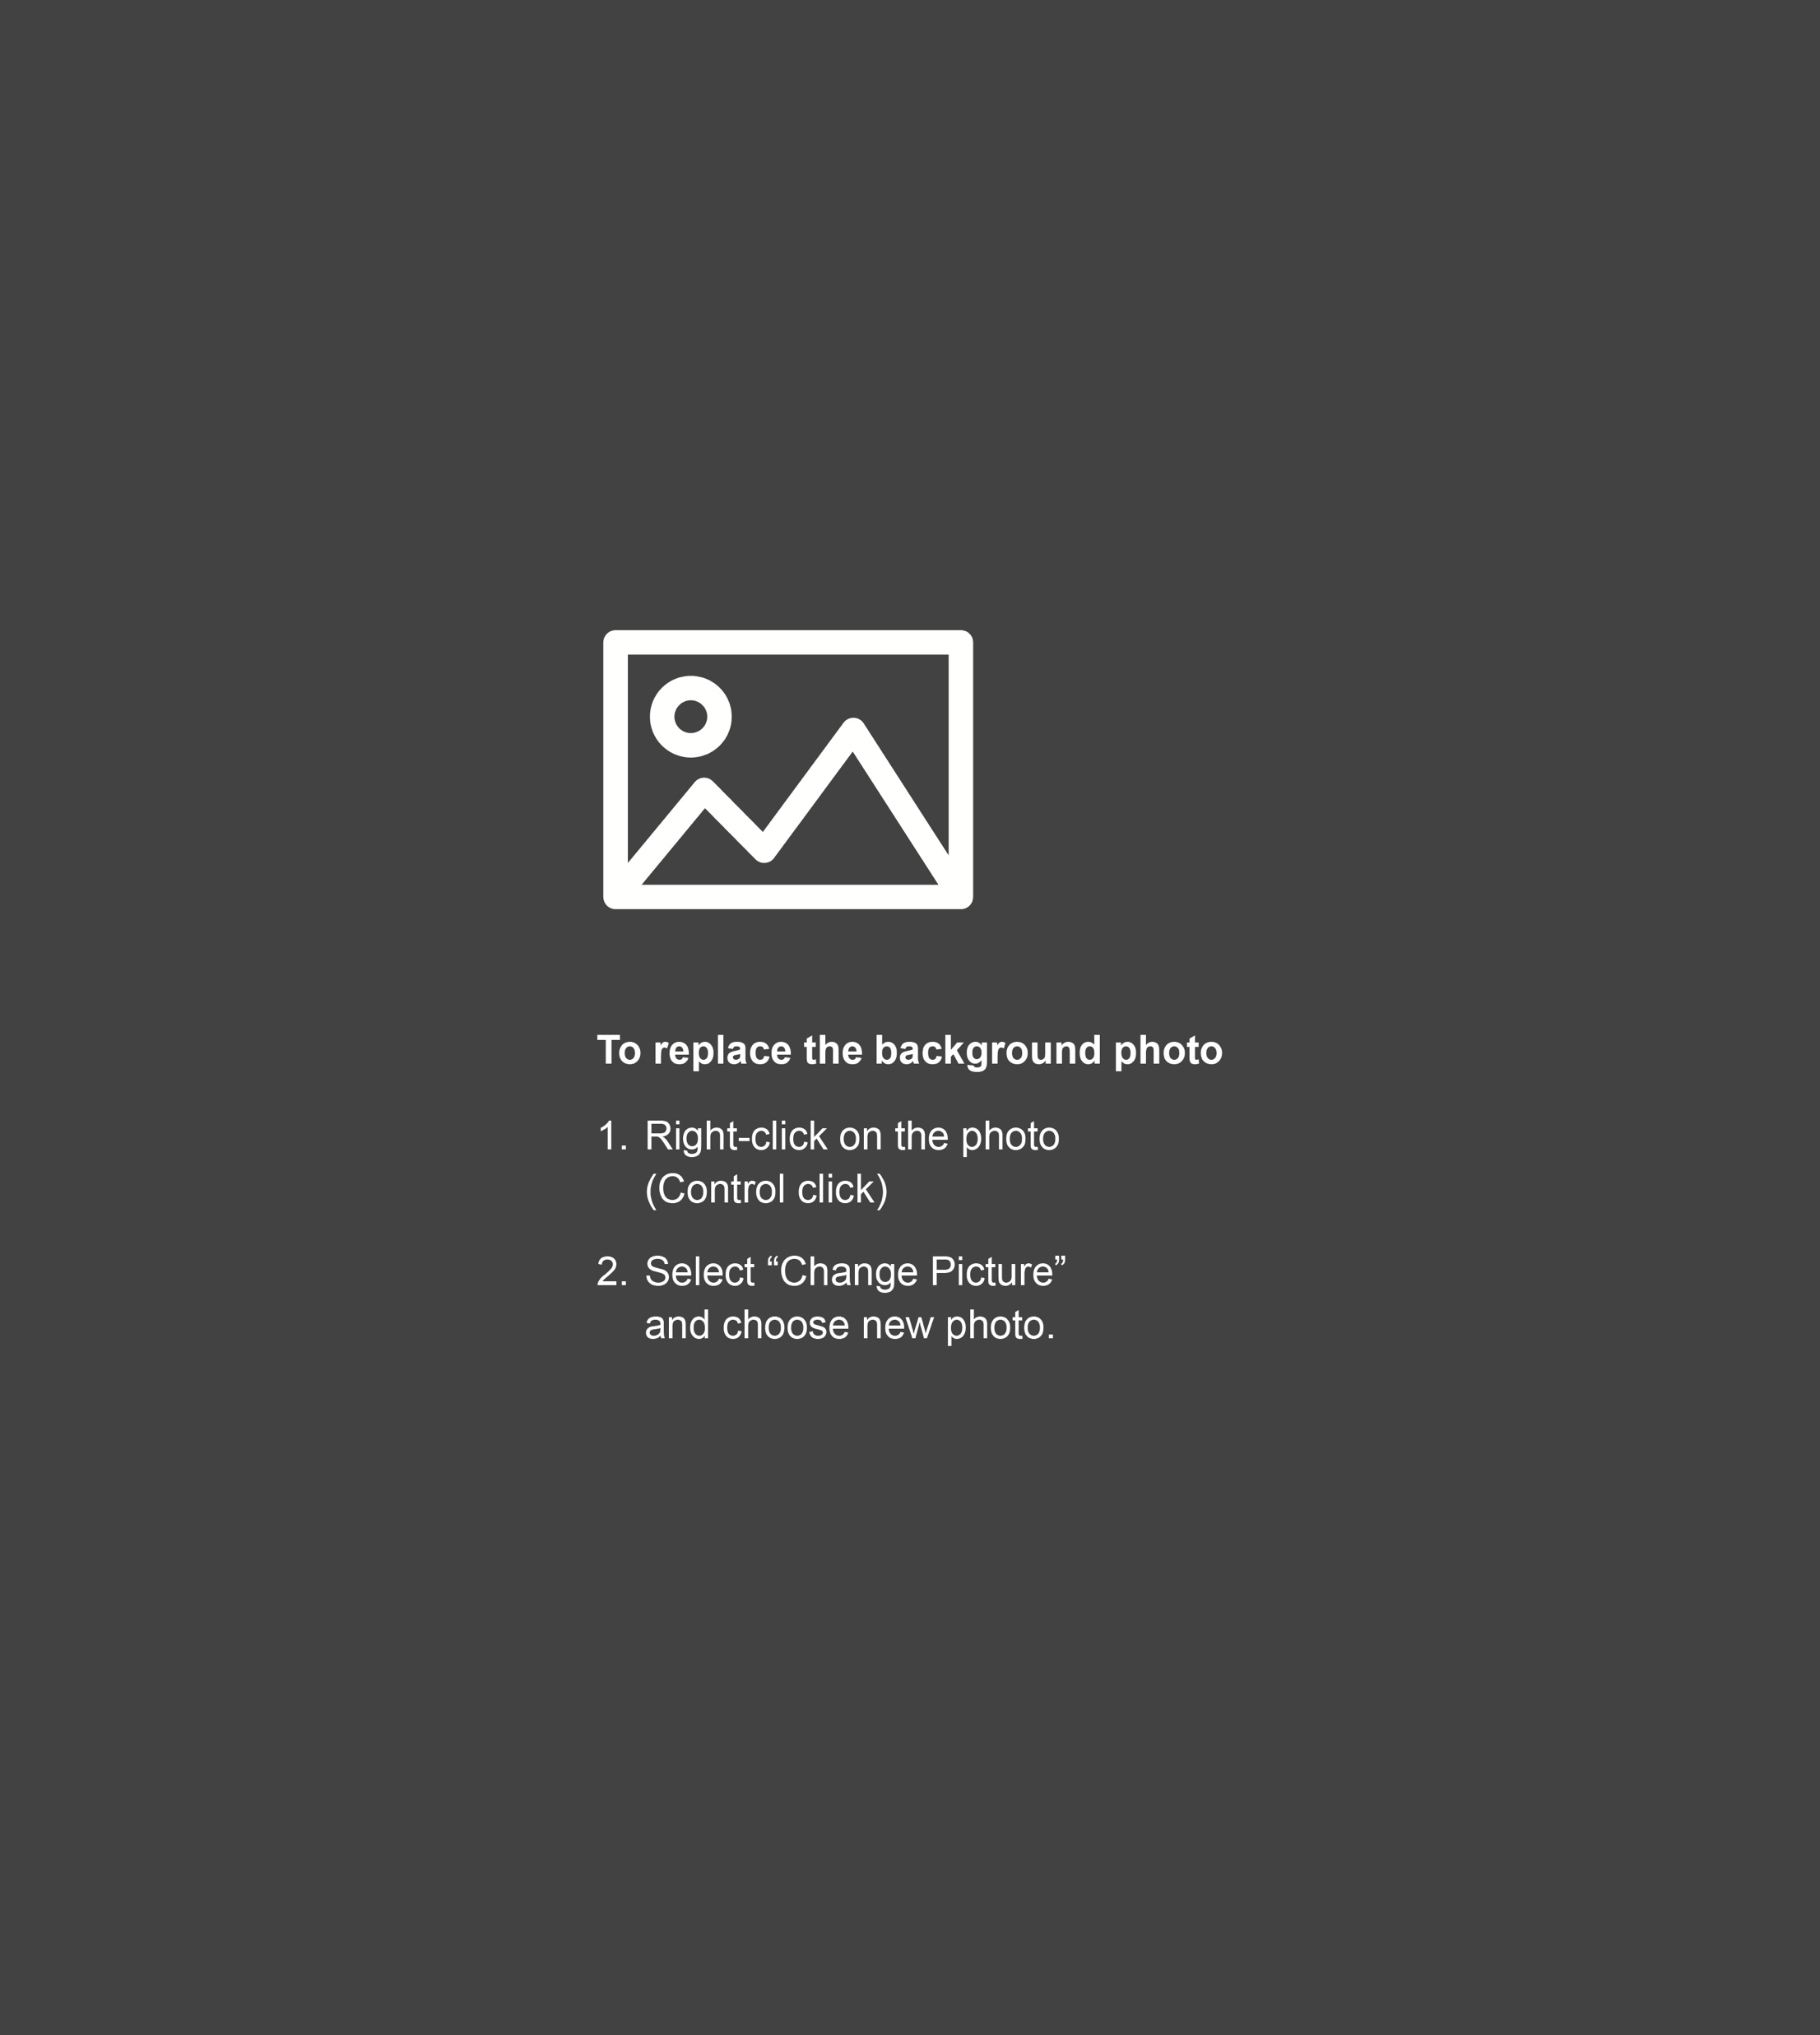 To replace the background photo
1. Right-click on the photo
(Control click)
2. Select “Change Picture”
and choose new photo.